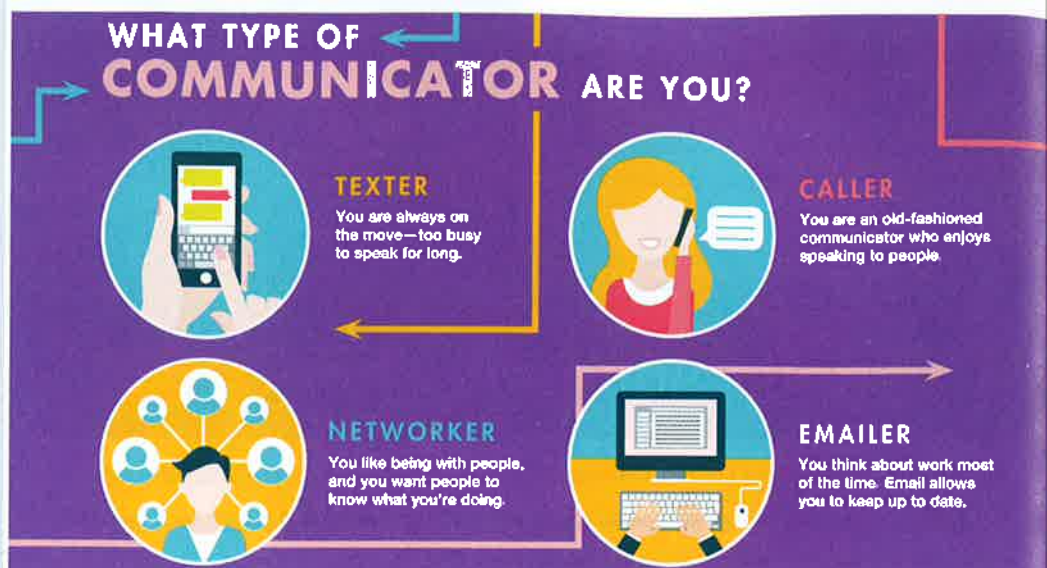 WHAT TYPE OF
COMMUNICATOR ARE YOU?
TEXTER
You are always on
the move—too busy
to speak for long.
CALLER
You are an old-fashioned
communicator who enjoys
speaking to people.
NETWORKER
You like being with people,
and you want people to
know what you're doing.
EMAILER
You think about work most
of the time. Email allows
you to keep up to date.